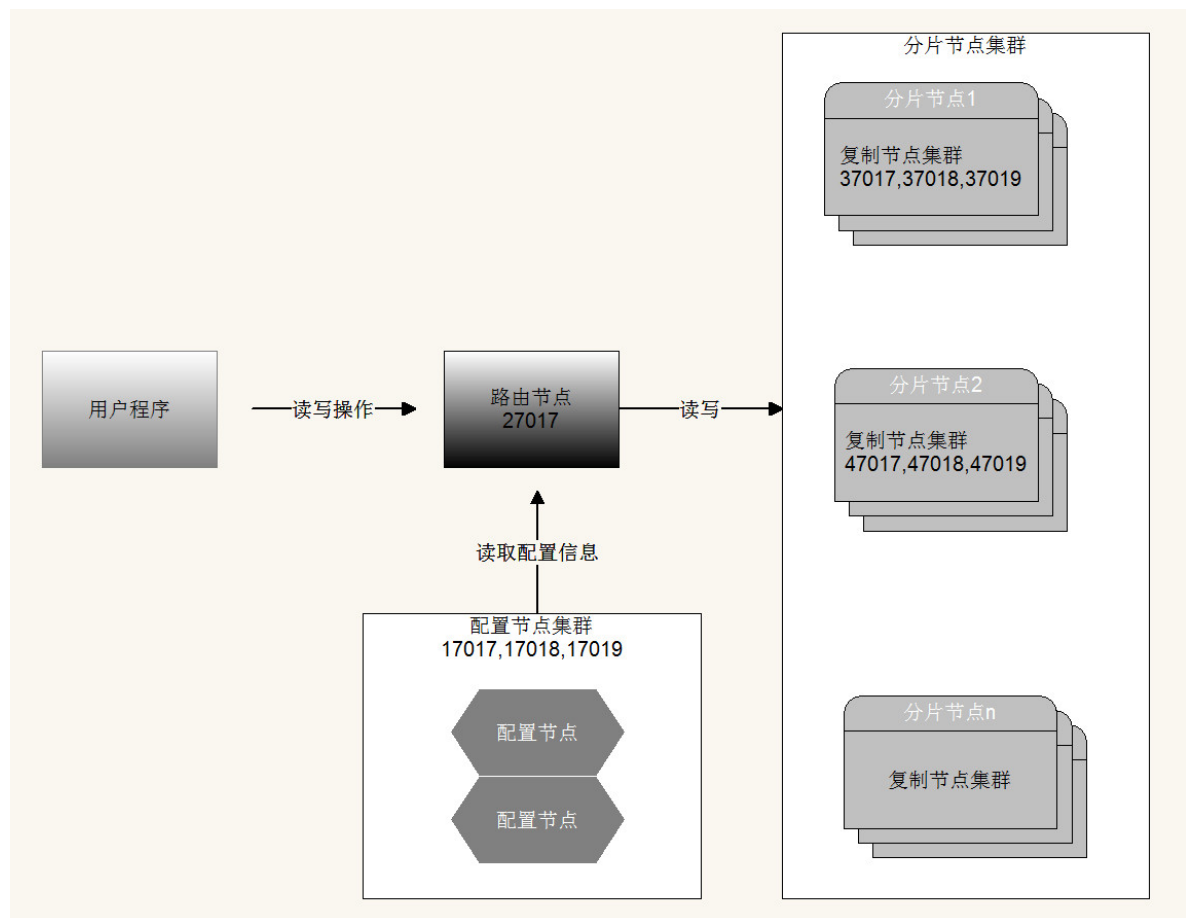 分片节点集群
分片节点1
复制节点集群
37017,37018,37019
用户程序
读写操作
路由节点
27017
读写
分片节点2
复制节点集群
47017,47018,47019
读取配置信息
配置节点集群
17017,17018,17019
配置节点
配置节点
分片节点n
复制节点集群